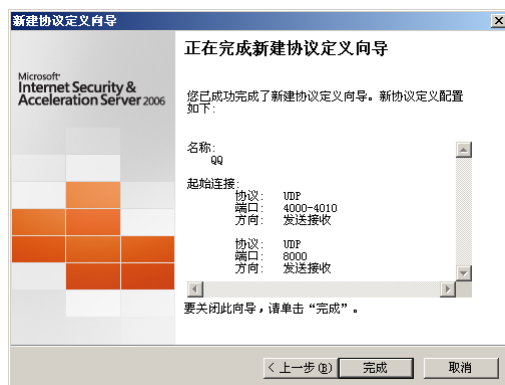 新建协议定义向导
正在完成新建协议定义向导
Microsoft
Internet Security &
Acceleration Server 2006
您已成功完成了新建协议定义向导。新协议定义配置
如下:
名称:
QQ
起始连接:
协议: UDP
端口: 4000-4010
方向: 发送接收
协议: UDP
端口: 8000
方向: 发送接收
要关闭此向导，请单击“完成”。
< 上一步(B)
完成
取消